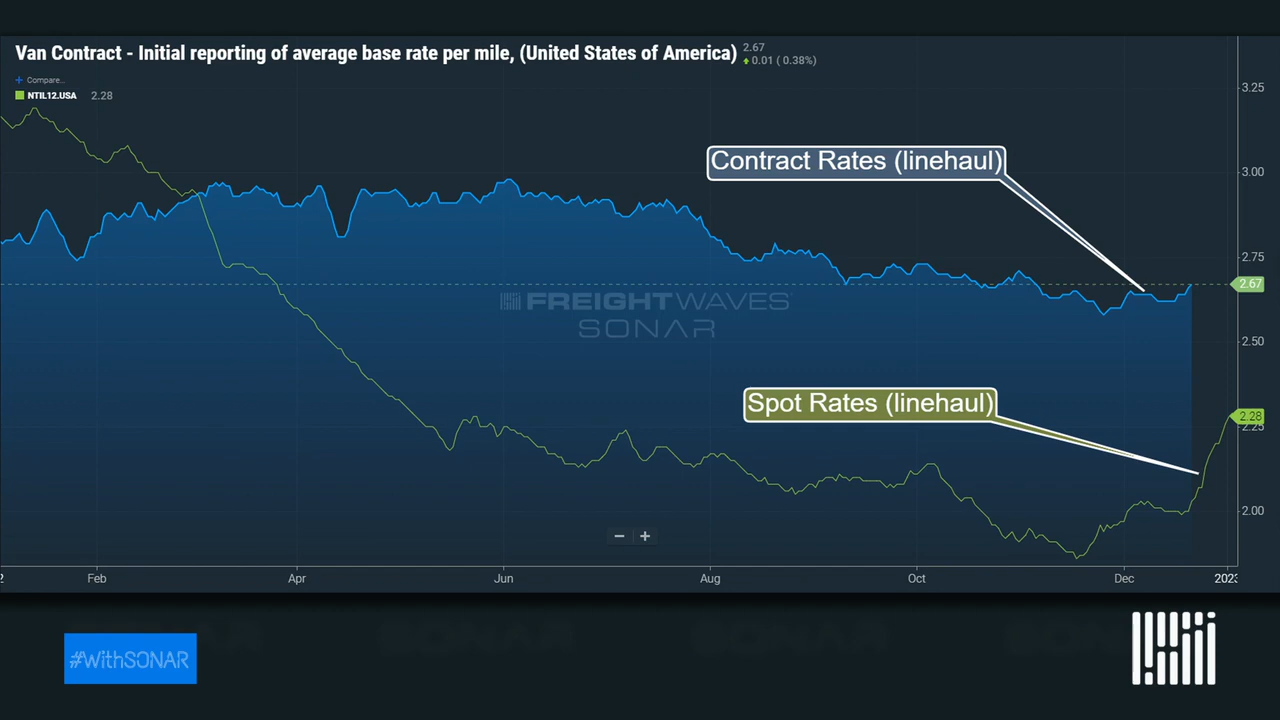 Van Contract - Initial reporting of average base rate per mile, (United States of America) 2.67
0.01 ( 0.38%)
+ Compare...
NTIL12.USA 2.28
3.25
Contract Rates (linehaul)
3.00
2.75
2.67
FREIGHTWAVES
SONAR
2.50
Spot Rates (linehaul)
2.28
2.25
2.00
− +
2 Feb Apr Jun Aug Oct Dec 2023
#WithSONAR